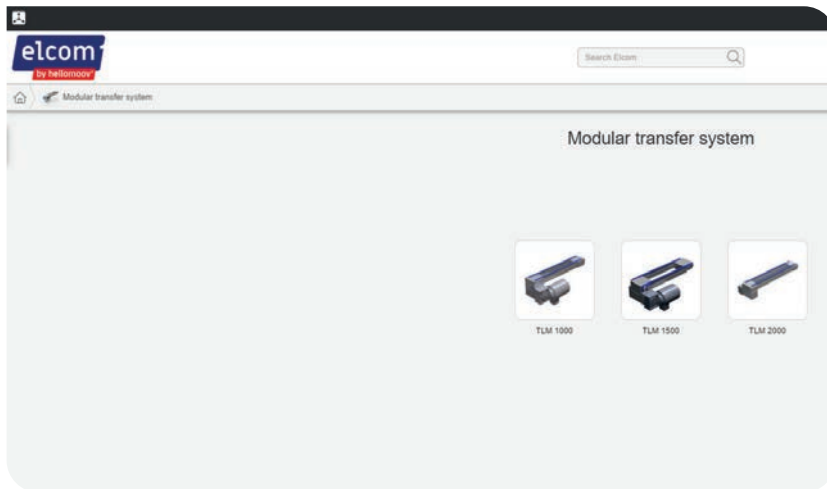 elcom
by hellomoov'
Search Elcom
Modular transfer system
Modular transfer system
TLM 1000
TLM 1500
TLM 2000